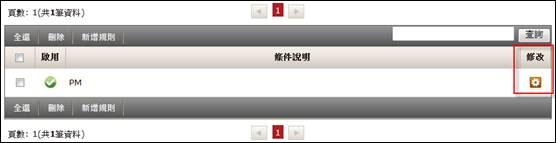 頁數: 1(共1筆資料) 1
全選 刪除 新增規則 查詢
啟用 條件說明 修改
PM
全選 刪除 新增規則
頁數: 1(共1筆資料) 1